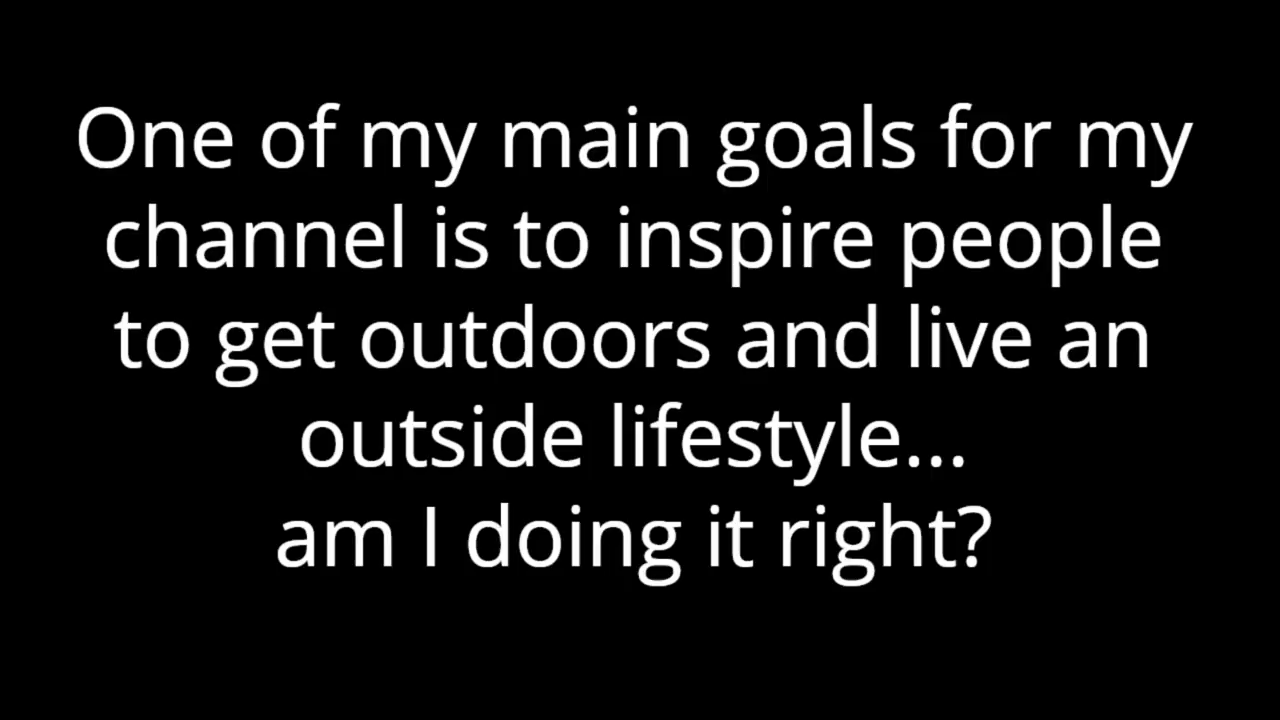 One of my main goals for my
channel is to inspire people
to get outdoors and live an
outside lifestyle...
am I doing it right?